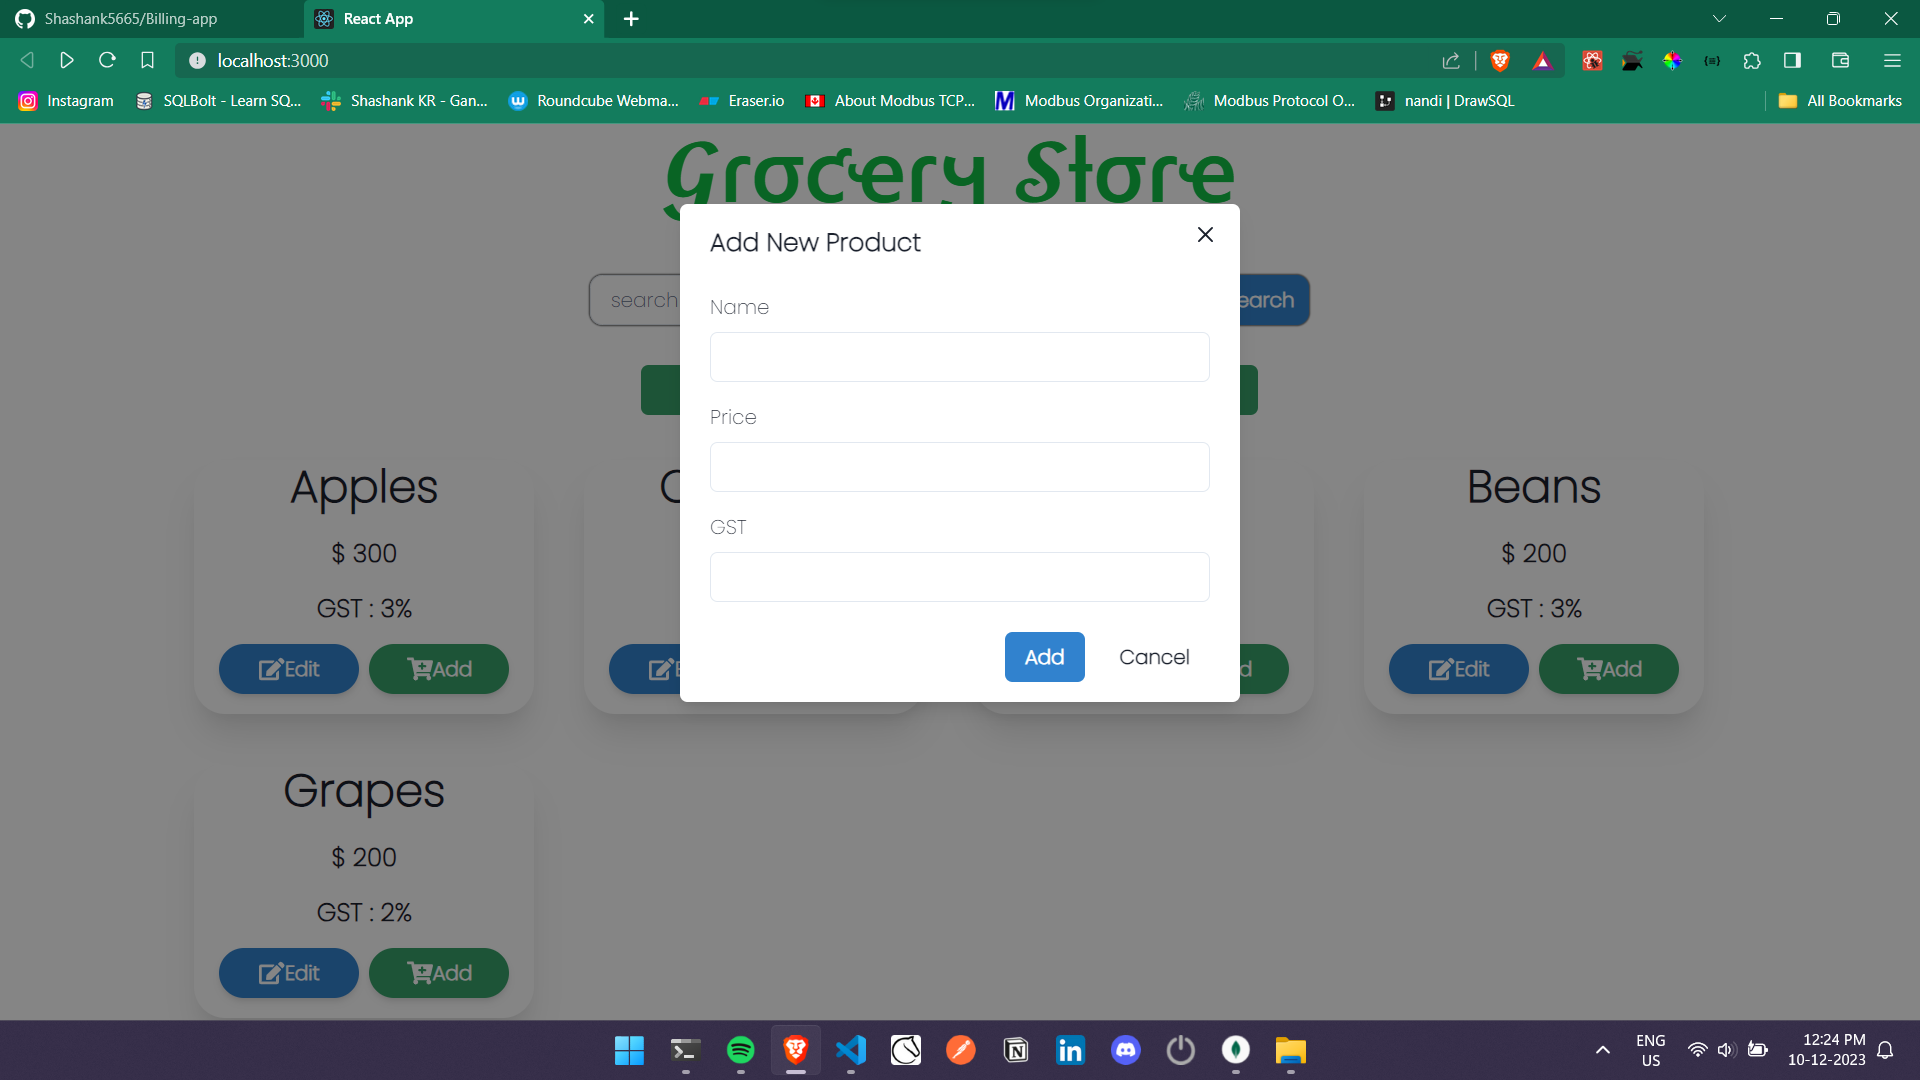 Shashank5665/Billing-app
React App
localhost:3000
Instagram
SQLBolt - Learn SQ...
Shashank KR - Gan...
Roundcube Webma...
Eraser.io
About Modbus TCP...
Modbus Organizati...
Modbus Protocol O...
nandi | DrawSQL
All Bookmarks
Grocery Store
Add New Product
search
earch
Name
Price
GST
Add Cancel
Apples
$ 300
GST : 3%
Edit Add
C
E
d
Beans
$ 200
GST : 3%
Edit Add
Grapes
$ 200
GST : 2%
Edit Add
ENG
US
12:24 PM
10-12-2023